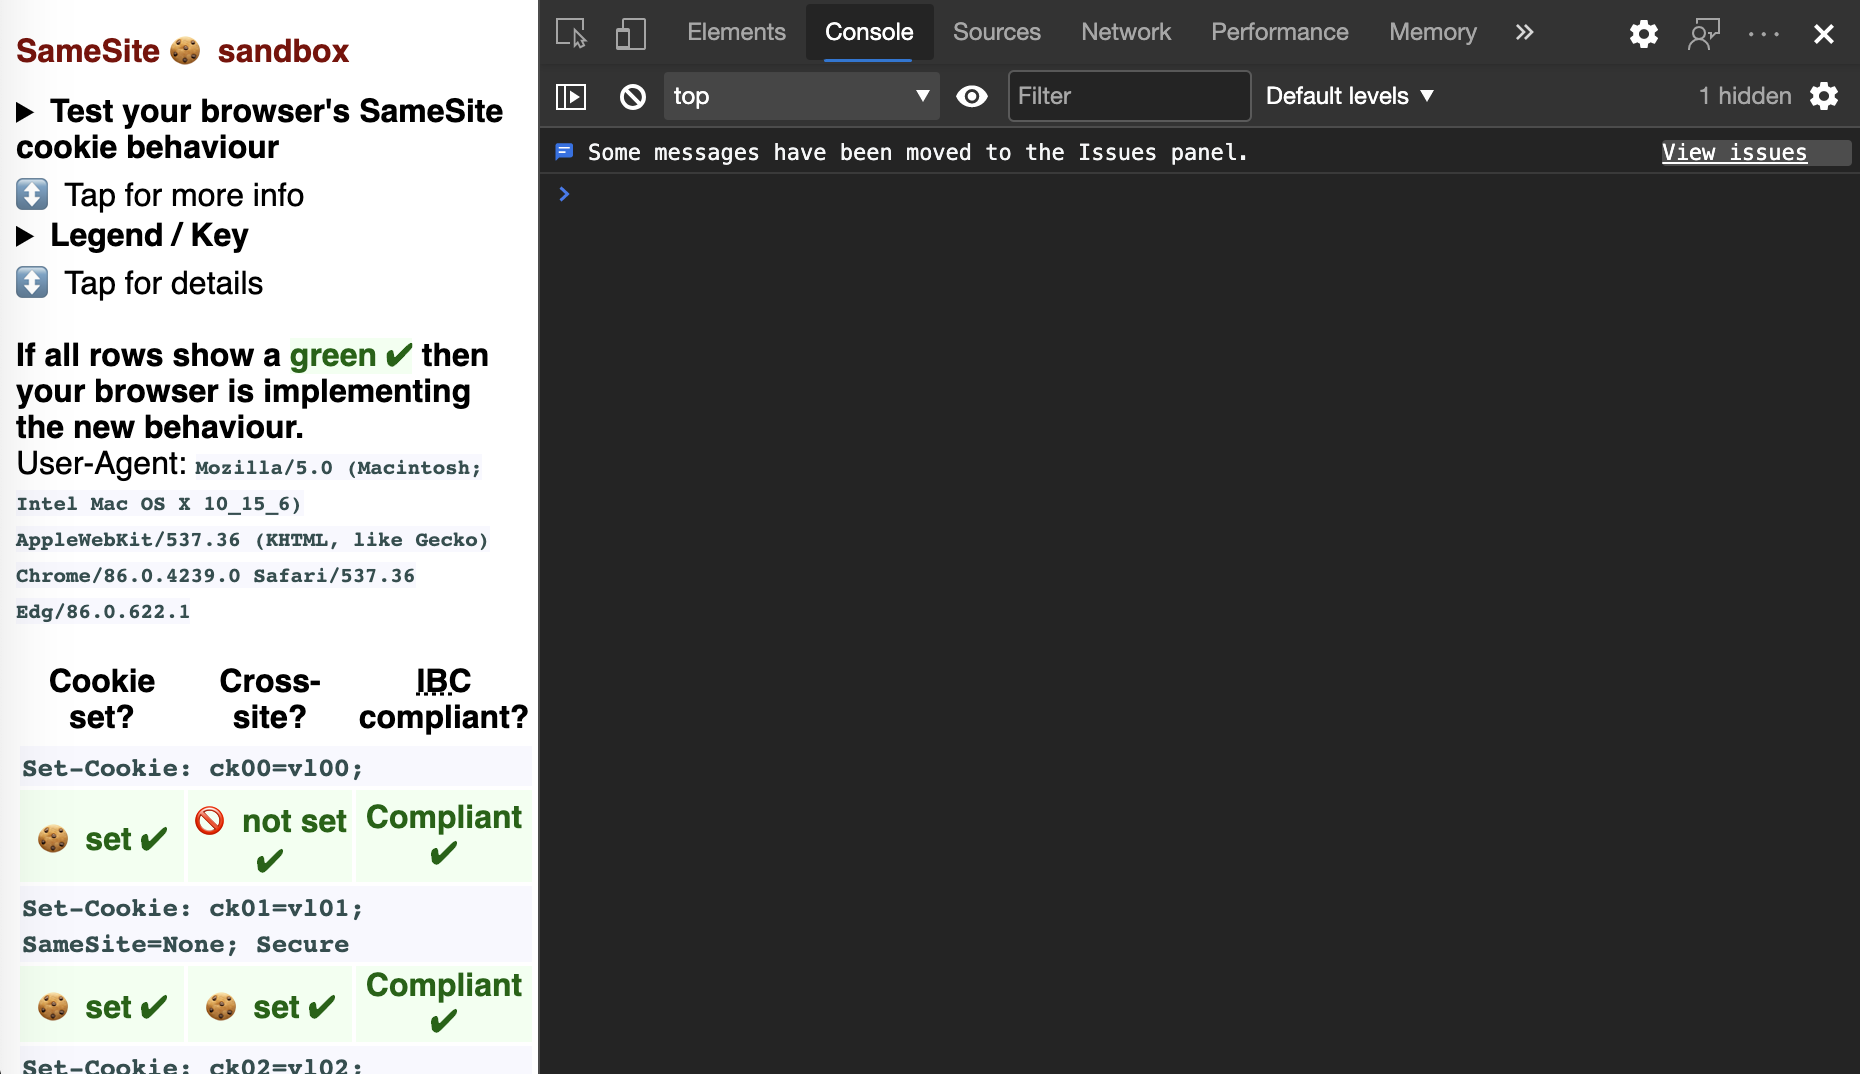 SameSite 🍪 sandbox
▶ Test your browser's SameSite
cookie behaviour
↕️ Tap for more info
▶ Legend / Key
↕️ Tap for details
If all rows show a green ✔ then
your browser is implementing
the new behaviour.
User-Agent: Mozilla/5.0 (Macintosh;
Intel Mac OS X 10_15_6)
AppleWebKit/537.36 (KHTML, like Gecko)
Chrome/86.0.4239.0 Safari/537.36
Edg/86.0.622.1
Cookie set? Cross-site? IBC compliant?
Set-Cookie: ck00=vl00;
🍪 set ✔ 🚫 not set ✔ Compliant ✔
Set-Cookie: ck01=vl01;
SameSite=None; Secure
🍪 set ✔ 🍪 set ✔ Compliant ✔
Set-Cookie: ck02=vl02;
Elements Console Sources Network Performance Memory »
top ▼ Filter Default levels ▼ 1 hidden
Some messages have been moved to the Issues panel. View issues
>